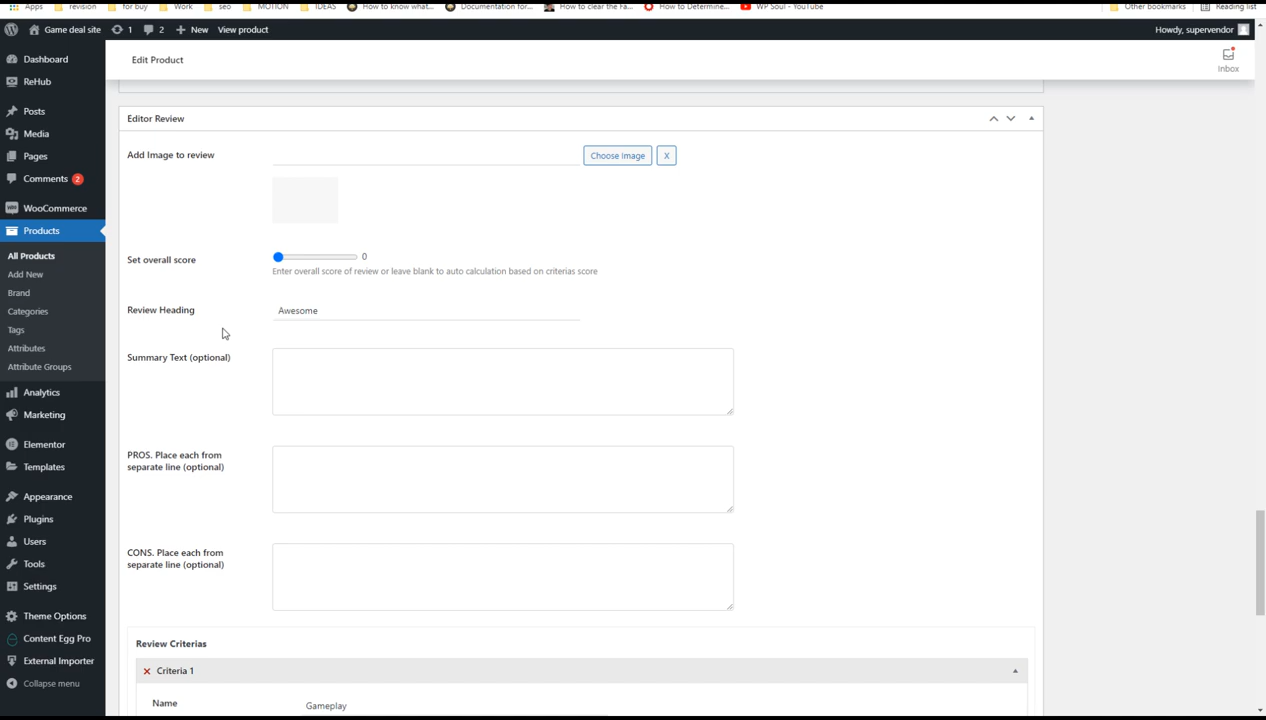 Apps revision for buy Work seo MOTION IDEAS How to know what... Documentation for... How to clear the Fa... How to Determine... WP Soul - YouTube Other bookmarks Reading list
Game deal site 1 2 New View product Howdy, supervendor
Dashboard
ReHub
Posts
Media
Pages
Comments 2
WooCommerce
Products
All Products
Add New
Brand
Categories
Tags
Attributes
Attribute Groups
Analytics
Marketing
Elementor
Templates
Appearance
Plugins
Users
Tools
Settings
Theme Options
Content Egg Pro
External Importer
Collapse menu
Edit Product
Inbox
Editor Review
Add Image to review Choose Image X
Set overall score 0
Enter overall score of review or leave blank to auto calculation based on criterias score
Review Heading Awesome
Summary Text (optional)
PROS. Place each from
separate line (optional)
CONS. Place each from
separate line (optional)
Review Criterias
Criteria 1
Name Gameplay